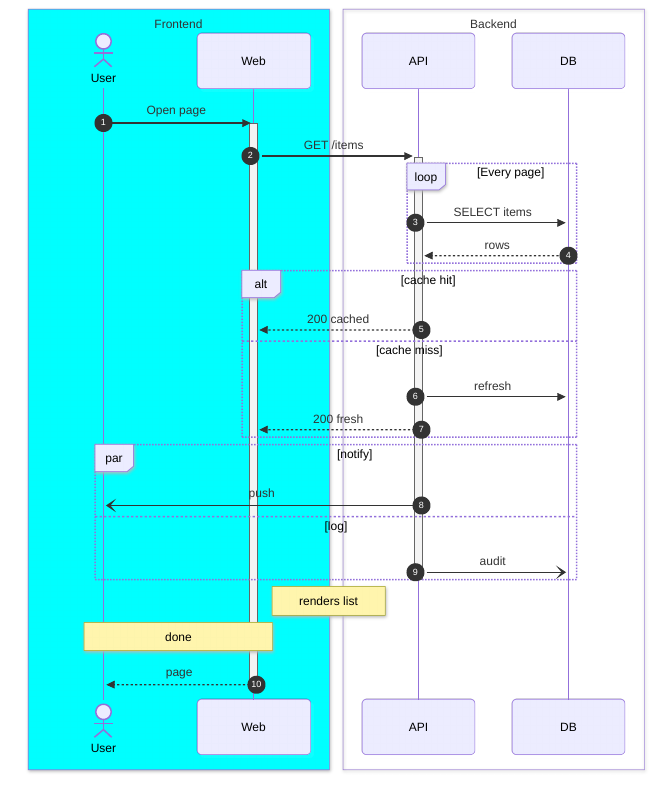 Frontend
Backend
User
Web
API
DB
1
Open page
2
GET /items
loop
[Every page]
3
SELECT items
rows
4
alt
[cache hit]
200 cached
5
[cache miss]
6
refresh
200 fresh
7
par
[notify]
push
8
[log]
9
audit
renders list
done
page
10
User
Web
API
DB